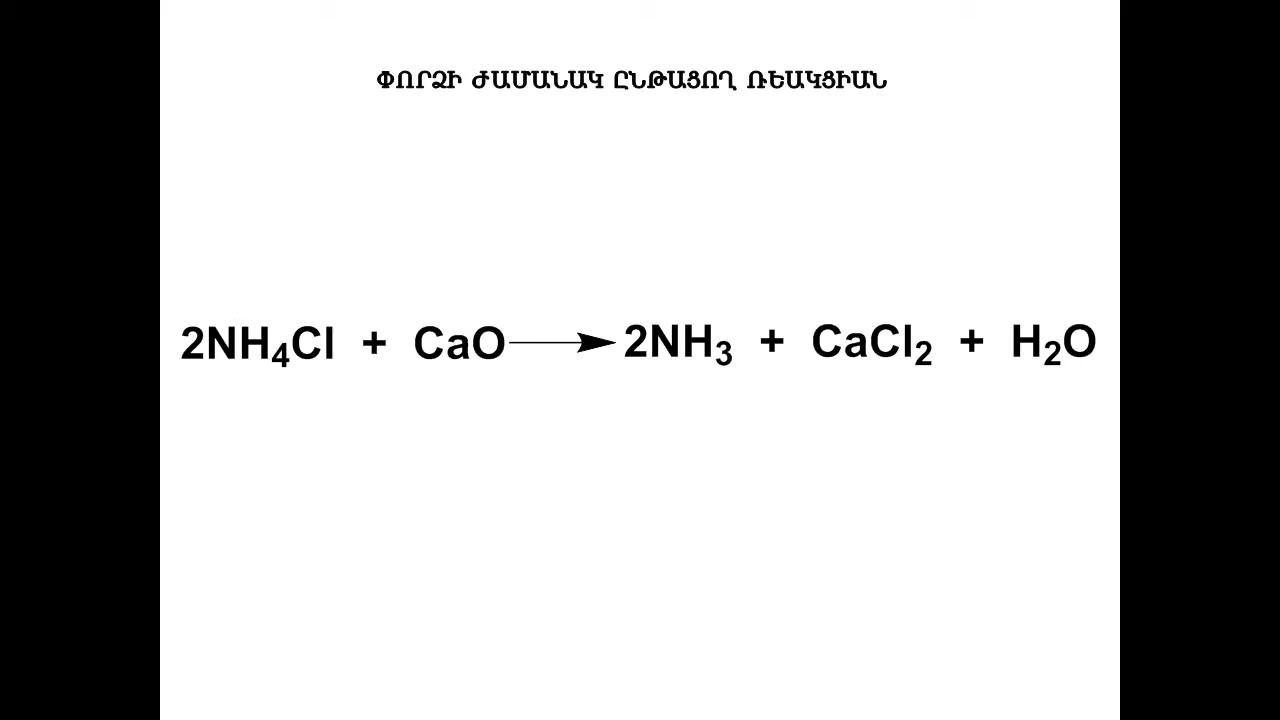 ՓՈՐՁԻ ԺԱՄԱՆԱԿ ԸՆԹԱՑՈՂ ՌԵԱԿՑԻԱՆ
2NH₄Cl + CaO → 2NH₃ + CaCl₂ + H₂O